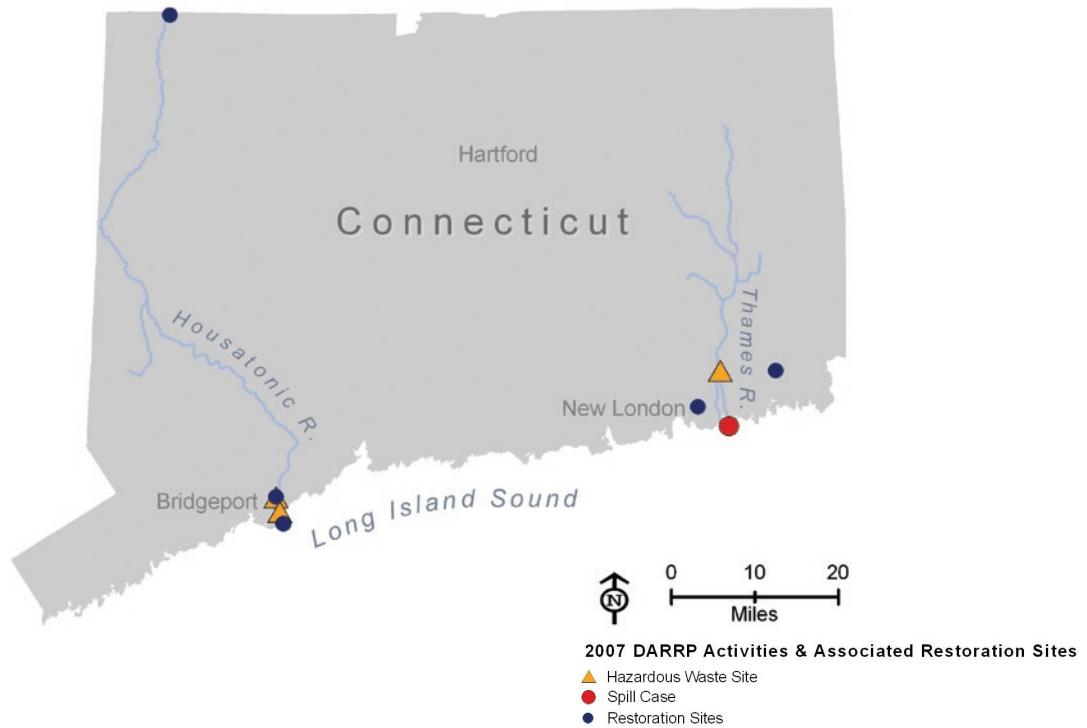 Hartford
Connecticut
Housatonic R.
Thames R.
New London
Bridgeport
Long Island Sound
N
0 10 20
Miles
2007 DARRP Activities & Associated Restoration Sites
Hazardous Waste Site
Spill Case
Restoration Sites